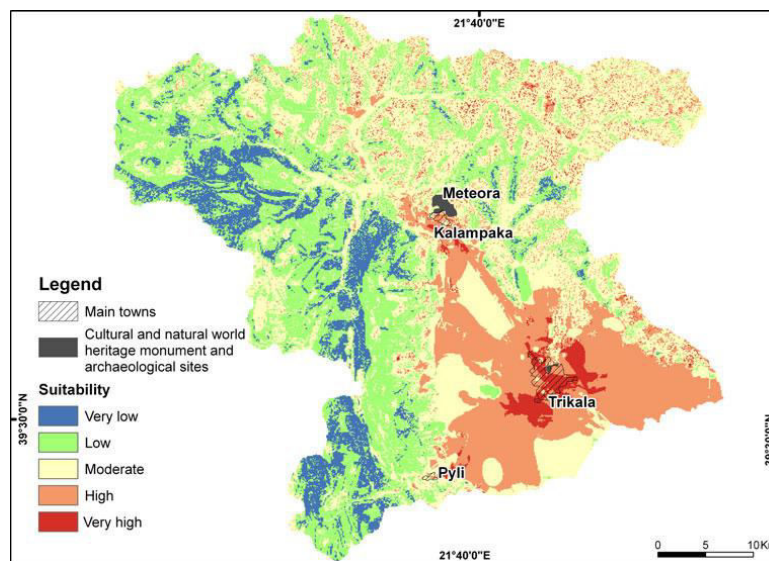 21°40'0"E
Meteora
Kalampaka
Legend
Main towns
Cultural and natural world
heritage monument and
archaeological sites
Suitability
Very low
Low
Moderate
High
Very high
Trikala
Pyli
39°30'0"N
21°40'0"E
0 5 10